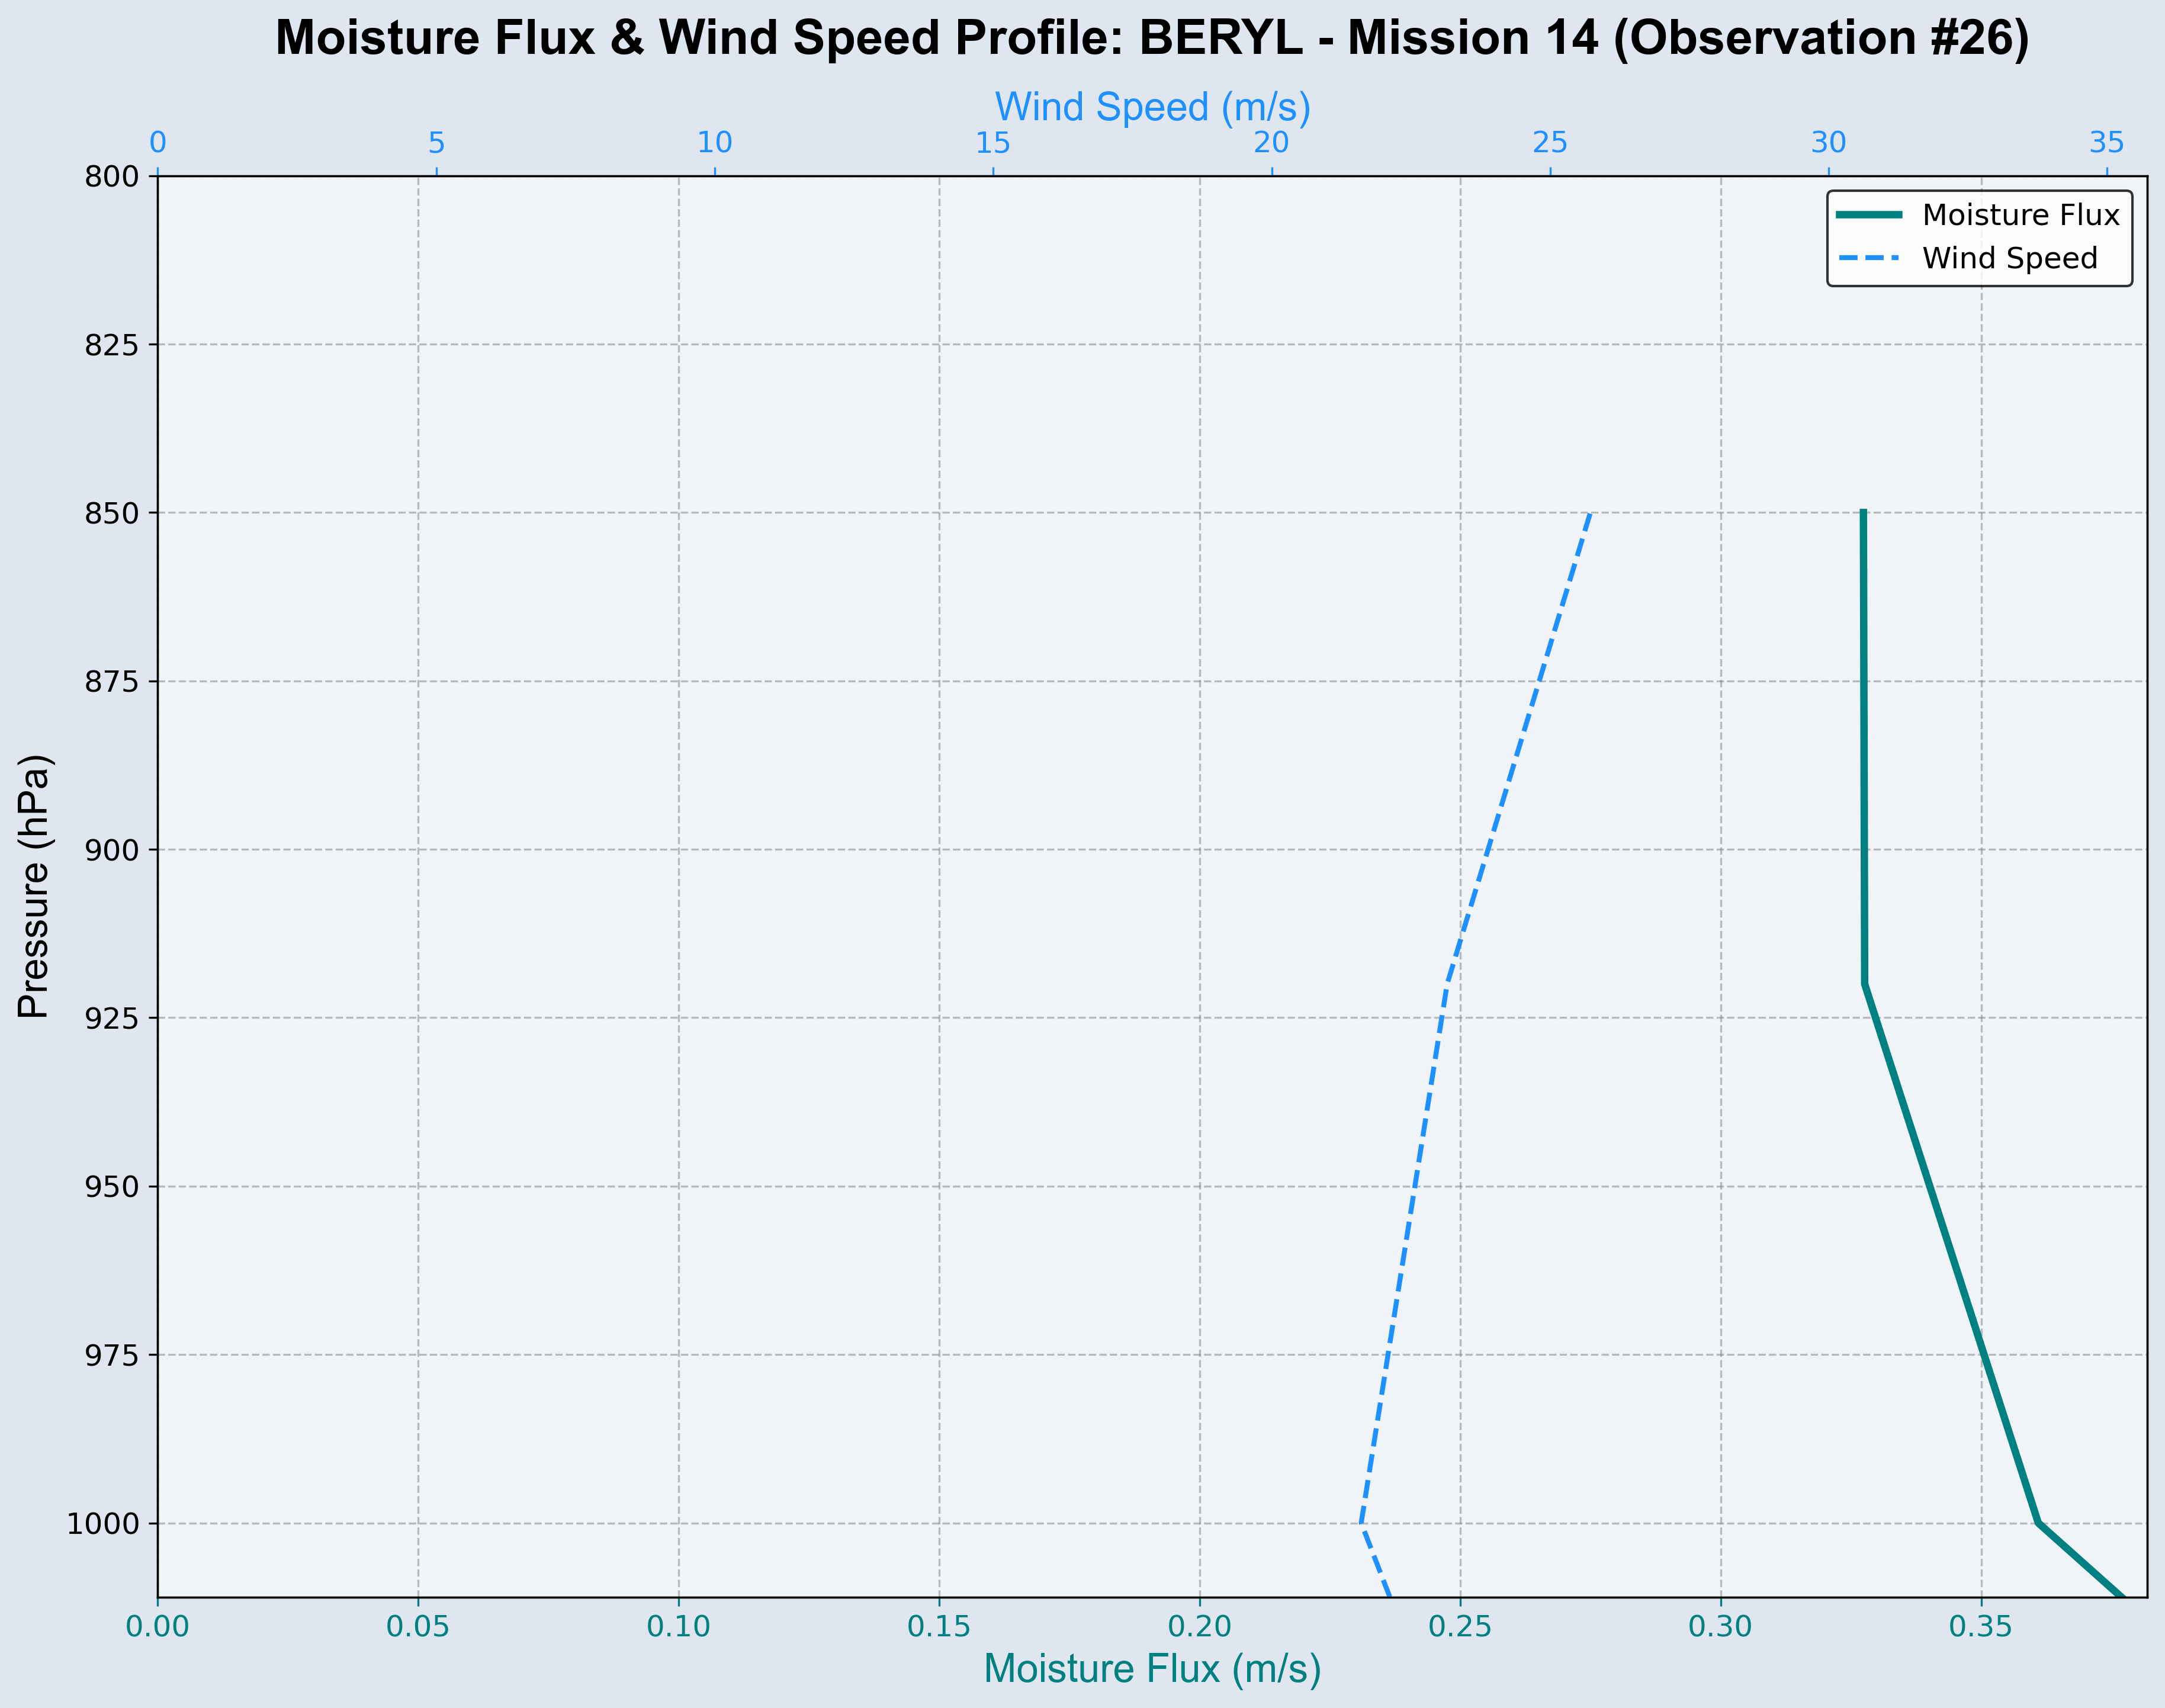 Moisture Flux & Wind Speed Profile: BERYL - Mission 14 (Observation #26)
Wind Speed (m/s)
0 5 10 15 20 25 30 35
Moisture Flux
Wind Speed
Pressure (hPa)
800
825
850
875
900
925
950
975
1000
0.00 0.05 0.10 0.15 0.20 0.25 0.30 0.35
Moisture Flux (m/s)